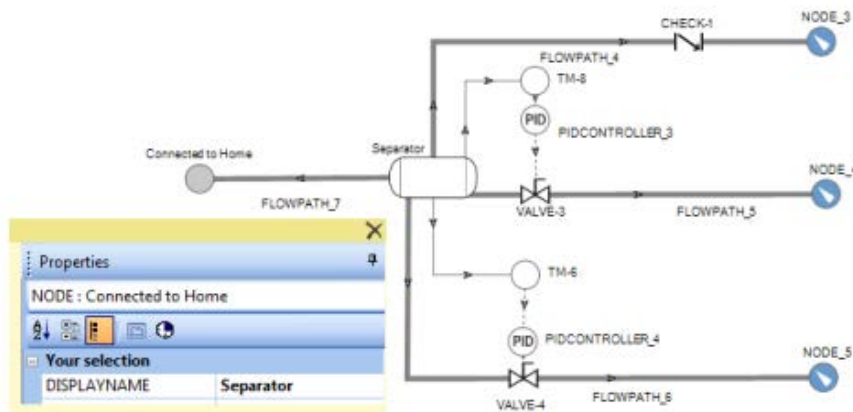 CHECK-1
NODE_3
FLOWPATH_4
TM-8
PID
PIDCONTROLLER_3
Connected to Home
Separator
FLOWPATH_7
VALVE-3
FLOWPATH_5
TM-6
PID
PIDCONTROLLER_4
NODE_5
VALVE-4
FLOWPATH_6
Properties
NODE : Connected to Home
Your selection
DISPLAYNAME Separator